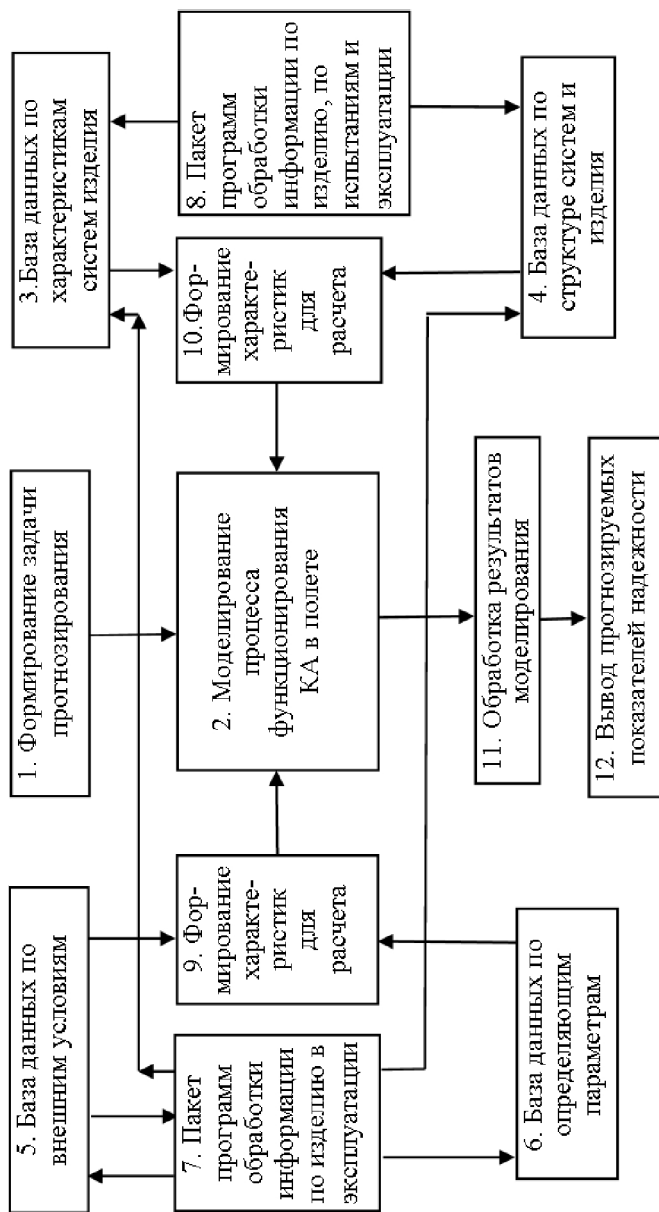 5. База данных по
внешним условиям
1. Формирование задачи
прогнозирования
3.База данных по
характеристикам
систем изделия
7. Пакет
программ
обработки
информации
по изделию в
эксплуатации
9. Фор-
мирование
характе-
ристик
для
расчета
2. Моделирование
процесса
функционирования
КА в полете
10.Фор-
мирование
характе-
ристик
для
расчета
8. Пакет
программ
обработки
информации по
изделию, по
испытаниям и
эксплуатации
6. База данных по
определяющим
параметрам
11. Обработка результатов
моделирования
4. База данных по
структуре систем и
изделия
12. Вывод прогнозируемых
показателей надежности